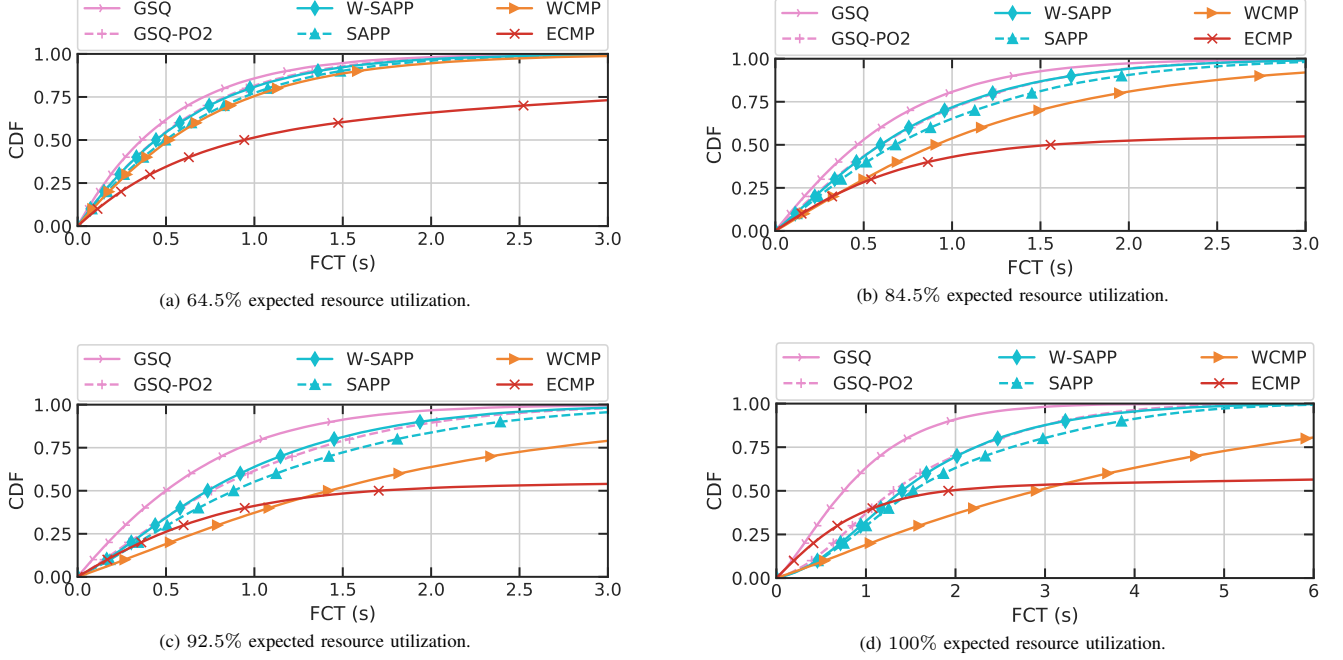 GSQ W-SAPP WCMP
GSQ-PO2 SAPP ECMP
1.00
0.75
0.50
0.25
0.00
CDF
0.0 0.5 1.0 1.5 2.0 2.5 3.0
FCT (s)
(a) 64.5% expected resource utilization.
GSQ W-SAPP WCMP
GSQ-PO2 SAPP ECMP
1.00
0.75
0.50
0.25
0.00
CDF
0.0 0.5 1.0 1.5 2.0 2.5 3.0
FCT (s)
(b) 84.5% expected resource utilization.
GSQ W-SAPP WCMP
GSQ-PO2 SAPP ECMP
1.00
0.75
0.50
0.25
0.00
CDF
0.0 0.5 1.0 1.5 2.0 2.5 3.0
FCT (s)
(c) 92.5% expected resource utilization.
GSQ W-SAPP WCMP
GSQ-PO2 SAPP ECMP
1.00
0.75
0.50
0.25
0.00
CDF
0 1 2 3 4 5 6
FCT (s)
(d) 100% expected resource utilization.